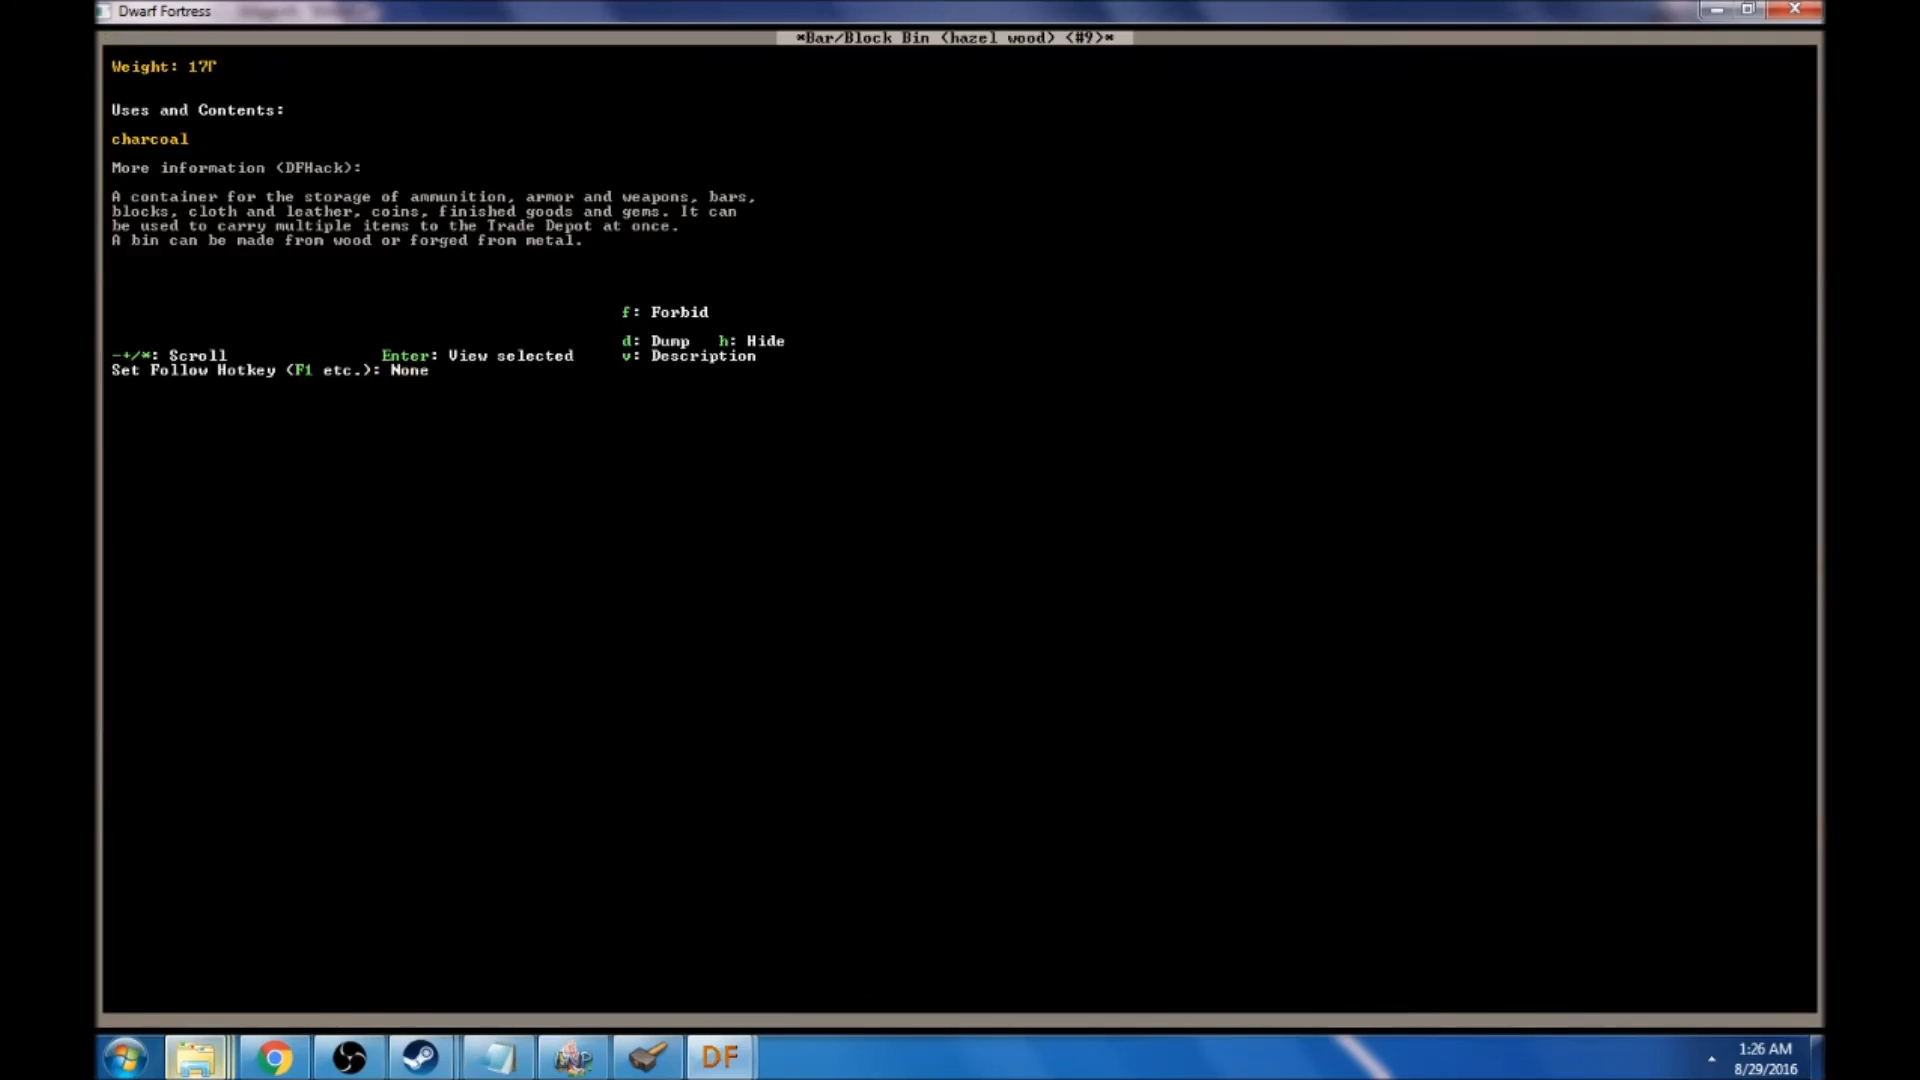 Dwarf Fortress
*Bar/Block Bin (hazel wood) (#9)*
Weight: 17Γ
Uses and Contents:
charcoal
More information (DFHack):
A container for the storage of ammunition, armor and weapons, bars,
blocks, cloth and leather, coins, finished goods and gems. It can
be used to carry multiple items to the Trade Depot at once.
A bin can be made from wood or forged from metal.
f: Forbid
d: Dump h: Hide
-+/*: Scroll Enter: View selected v: Description
Set Follow Hotkey (F1 etc.): None
DF
1:26 AM
8/29/2016